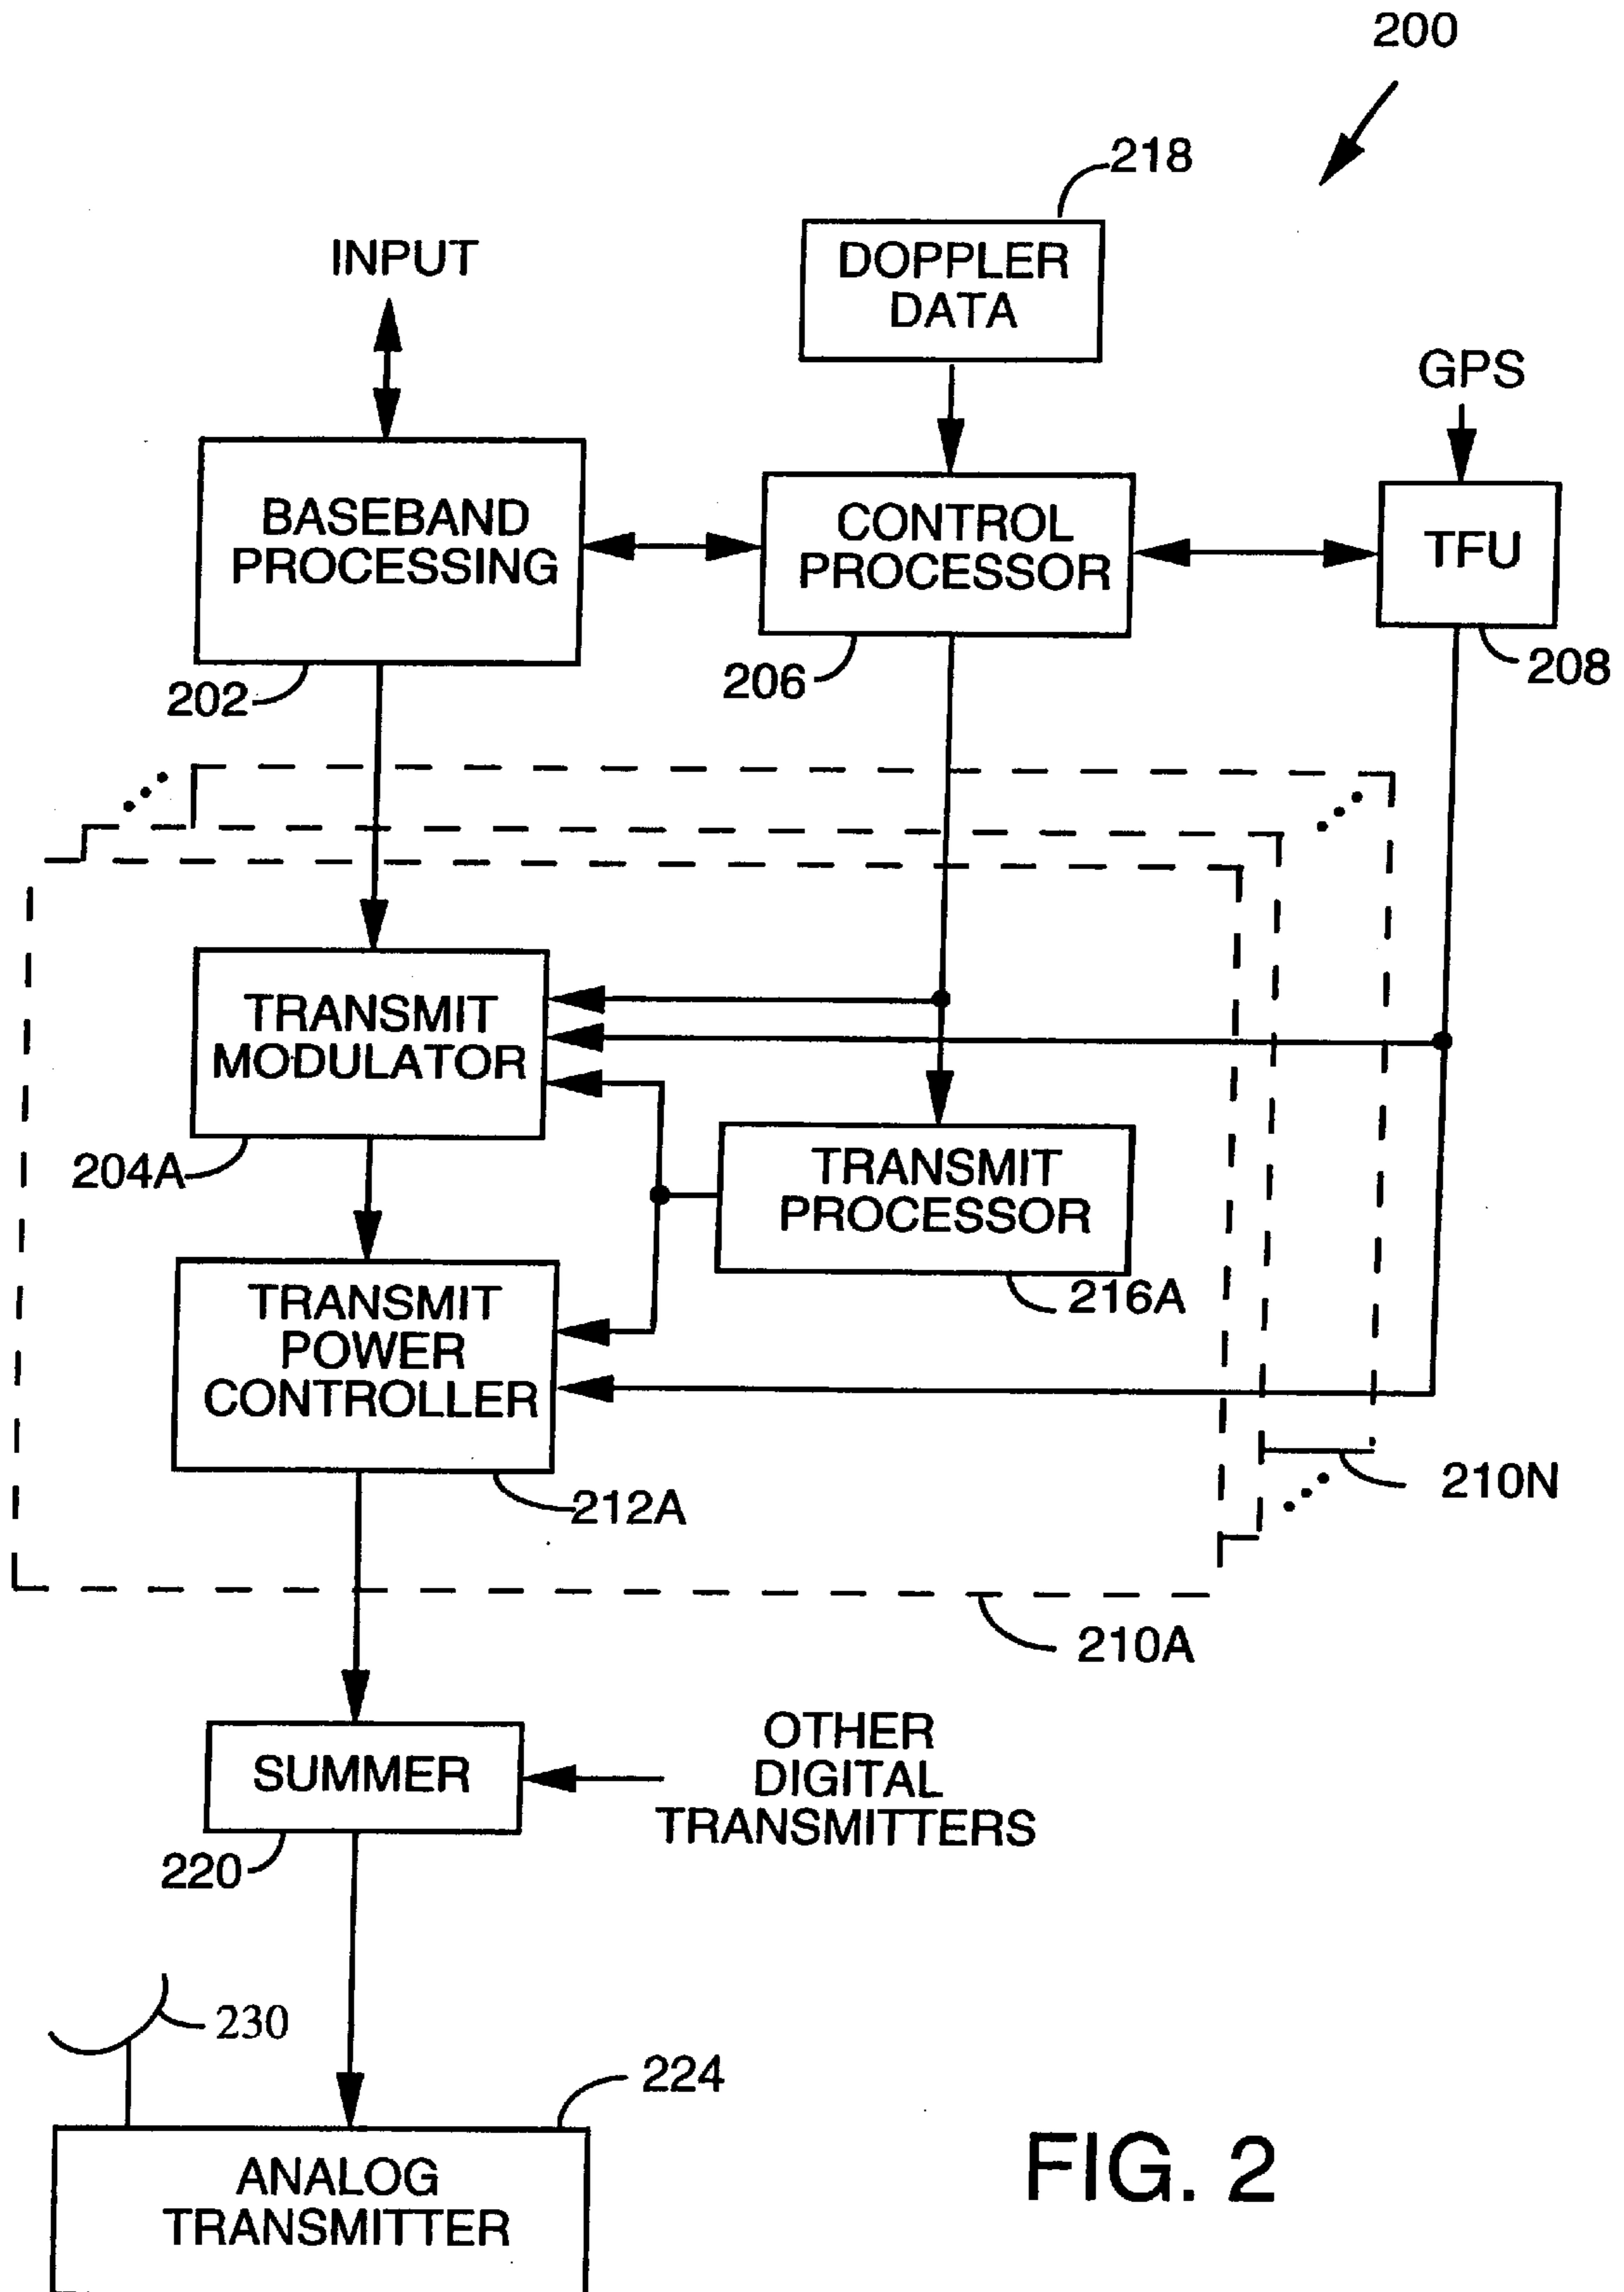 200
218
INPUT
DOPPLER
DATA
GPS
BASEBAND
PROCESSING
CONTROL
PROCESSOR
TFU
202
206
208
TRANSMIT
MODULATOR
204A
TRANSMIT
PROCESSOR
216A
TRANSMIT
POWER
CONTROLLER
212A
210N
210A
SUMMER
OTHER
DIGITAL
TRANSMITTERS
220
230
224
ANALOG
TRANSMITTER
FIG. 2